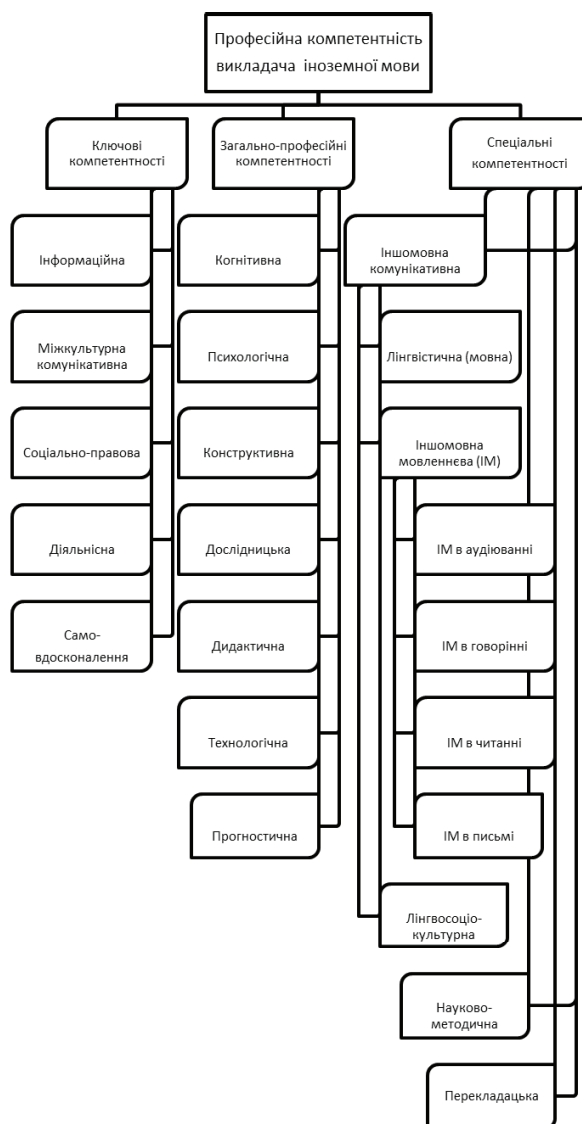 Професійна компетентність
викладача іноземної мови
Ключові
компетентності
Загально-професійні
компетентності
Спеціальні
компетентності
Інформаційна
Когнітивна
Іншомовна
комунікативна
Міжкультурна
комунікативна
Психологічна
Лінгвістична (мовна)
Соціально-правова
Конструктивна
Іншомовна
мовленнєва (ІМ)
Діяльнісна
Дослідницька
ІМ в аудіюванні
Само-
вдосконалення
Дидактична
ІМ в говорінні
Технологічна
ІМ в читанні
Прогностична
ІМ в письмі
Лінгвосоціо-
культурна
Науково-
методична
Перекладацька